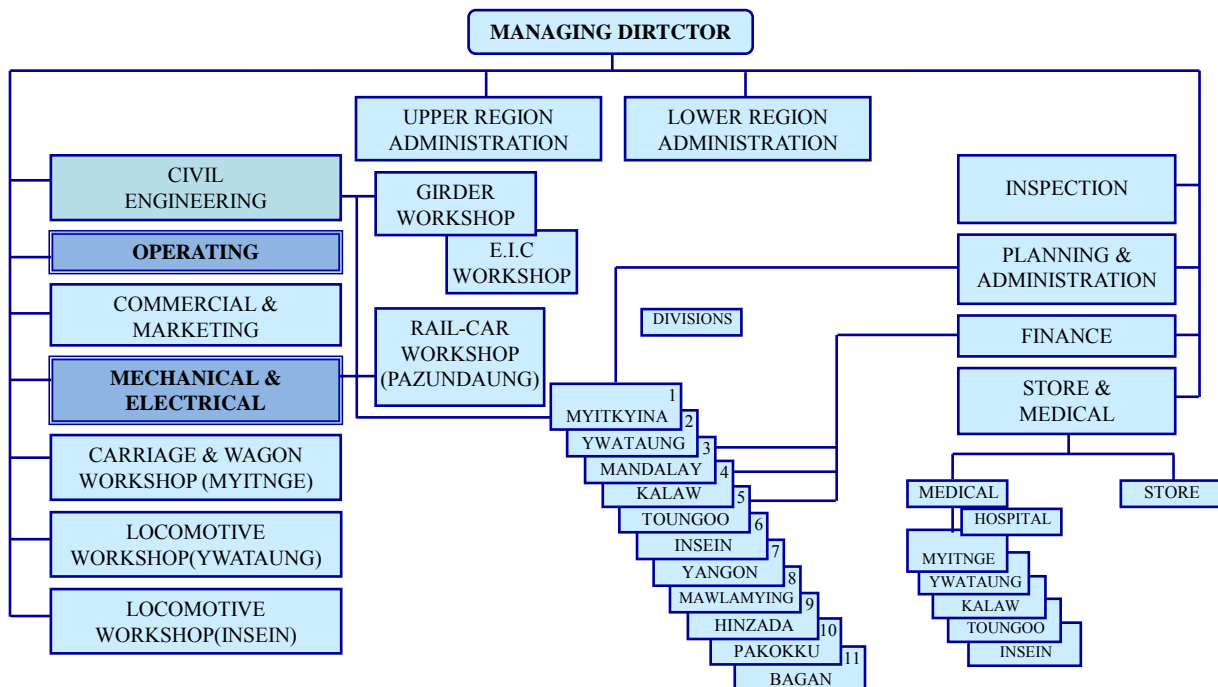 MANAGING DIRTCTOR
UPPER REGION
ADMINISTRATION
LOWER REGION
ADMINISTRATION
CIVIL
ENGINEERING
OPERATING
COMMERCIAL &
MARKETING
MECHANICAL &
ELECTRICAL
CARRIAGE & WAGON
WORKSHOP (MYITNGE)
LOCOMOTIVE
WORKSHOP(YWATAUNG)
LOCOMOTIVE
WORKSHOP(INSEIN)
GIRDER
WORKSHOP
E.I.C
WORKSHOP
RAIL-CAR
WORKSHOP
(PAZUNDAUNG)
DIVISIONS
1
MYITKYINA
2
YWATAUNG
3
MANDALAY
4
KALAW
5
TOUNGOO
6
INSEIN
7
YANGON
8
MAWLAMYING
9
HINZADA
10
PAKOKKU
11
BAGAN
INSPECTION
PLANNING &
ADMINISTRATION
FINANCE
STORE &
MEDICAL
MEDICAL
STORE
HOSPITAL
MYITNGE
YWATAUNG
KALAW
TOUNGOO
INSEIN